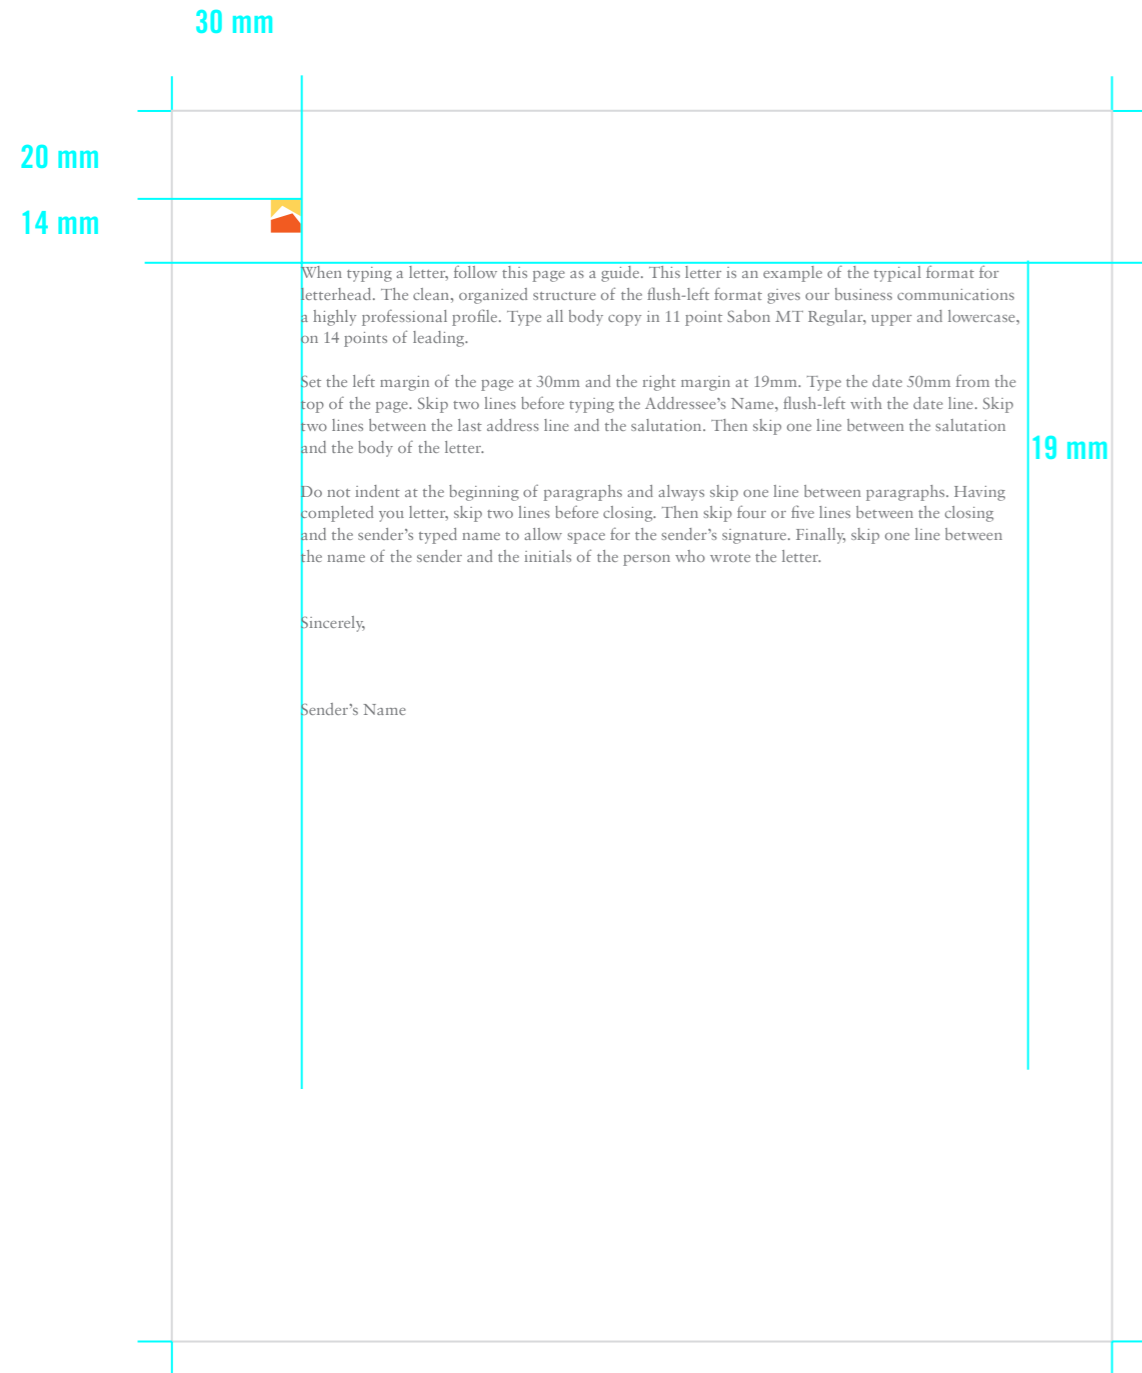 30 mm
20 mm
14 mm
When typing a letter, follow this page as a guide. This letter is an example of the typical format for
letterhead. The clean, organized structure of the flush-left format gives our business communications
a highly professional profile. Type all body copy in 11 point Sabon MT Regular, upper and lowercase,
on 14 points of leading.
Set the left margin of the page at 30mm and the right margin at 19mm. Type the date 50mm from the
top of the page. Skip two lines before typing the Addressee’s Name, flush-left with the date line. Skip
two lines between the last address line and the salutation. Then skip one line between the salutation
and the body of the letter.
19 mm
Do not indent at the beginning of paragraphs and always skip one line between paragraphs. Having
completed you letter, skip two lines before closing. Then skip four or five lines between the closing
and the sender’s typed name to allow space for the sender’s signature. Finally, skip one line between
the name of the sender and the initials of the person who wrote the letter.
Sincerely,
Sender’s Name